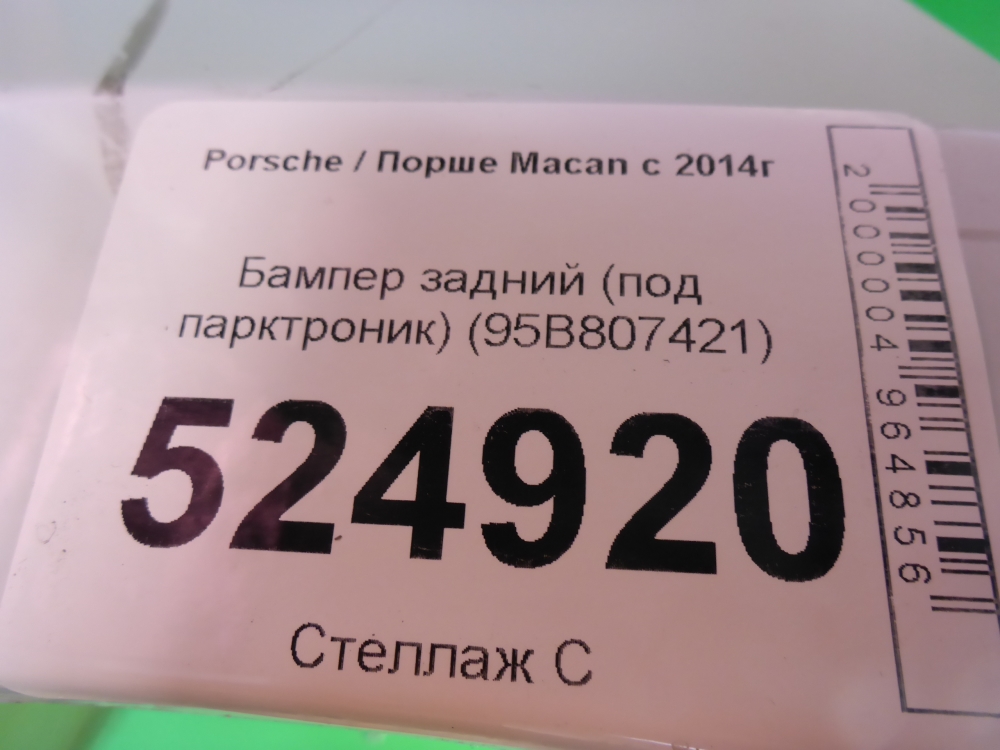 Porsche / Порше Macan с 2014г
Бампер задний (под
парктроник) (95B807421)
524920
Стеллаж С
2000004964856